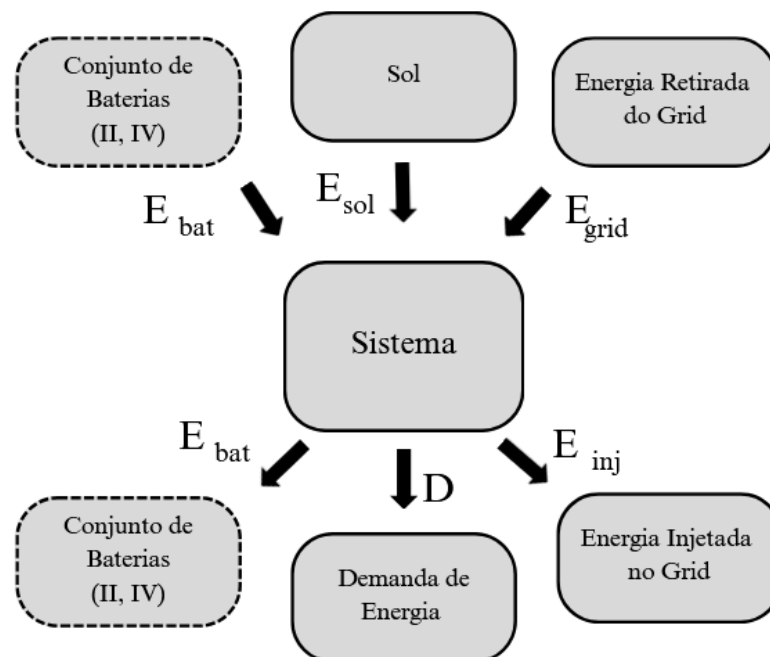 Conjunto de
Baterias
(II, IV)
Sol
Energia Retirada
do Grid
E bat
E sol
E grid
Sistema
E bat
D
E inj
Conjunto de
Baterias
(II, IV)
Demanda de
Energia
Energia Injetada
no Grid